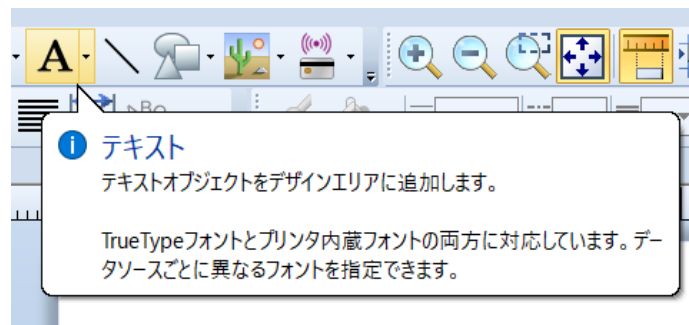 A
テキスト
テキストオブジェクトをデザインエリアに追加します。
TrueTypeフォントとプリンタ内蔵フォントの両方に対応しています。デー
タソースごとに異なるフォントを指定できます。